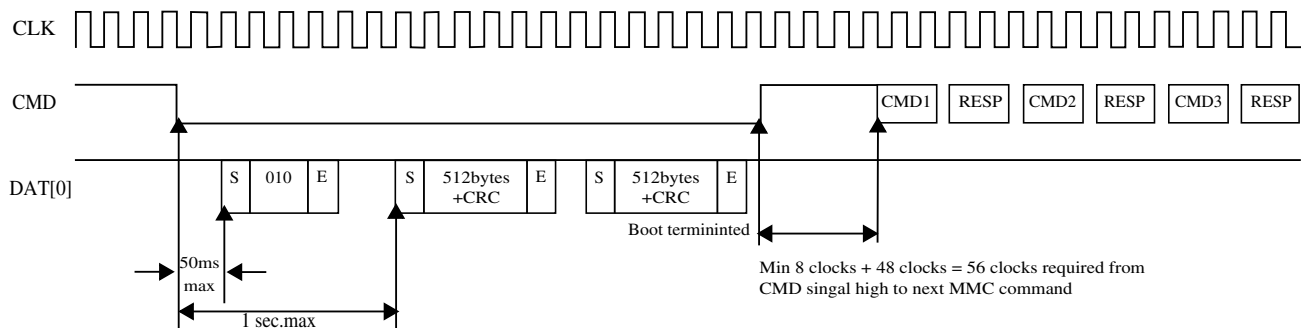 CLK
CMD
CMD1 RESP CMD2 RESP CMD3 RESP
DAT[0]
S 010 E S 512bytes +CRC E S 512bytes +CRC E
Boot termininted
50ms
max
1 sec.max
Min 8 clocks + 48 clocks = 56 clocks required from
CMD singal high to next MMC command